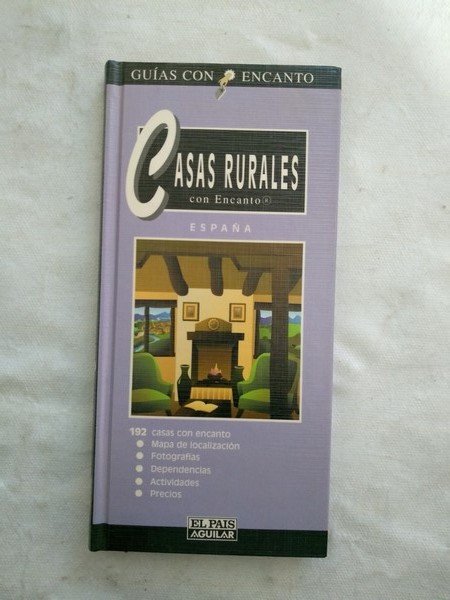 GUÍAS CON ENCANTO
CASAS RURALES
con Encanto®
ESPAÑA
192 casas con encanto
● Mapa de localización
● Fotografías
● Dependencias
● Actividades
● Precios
EL PAIS
AGUILAR